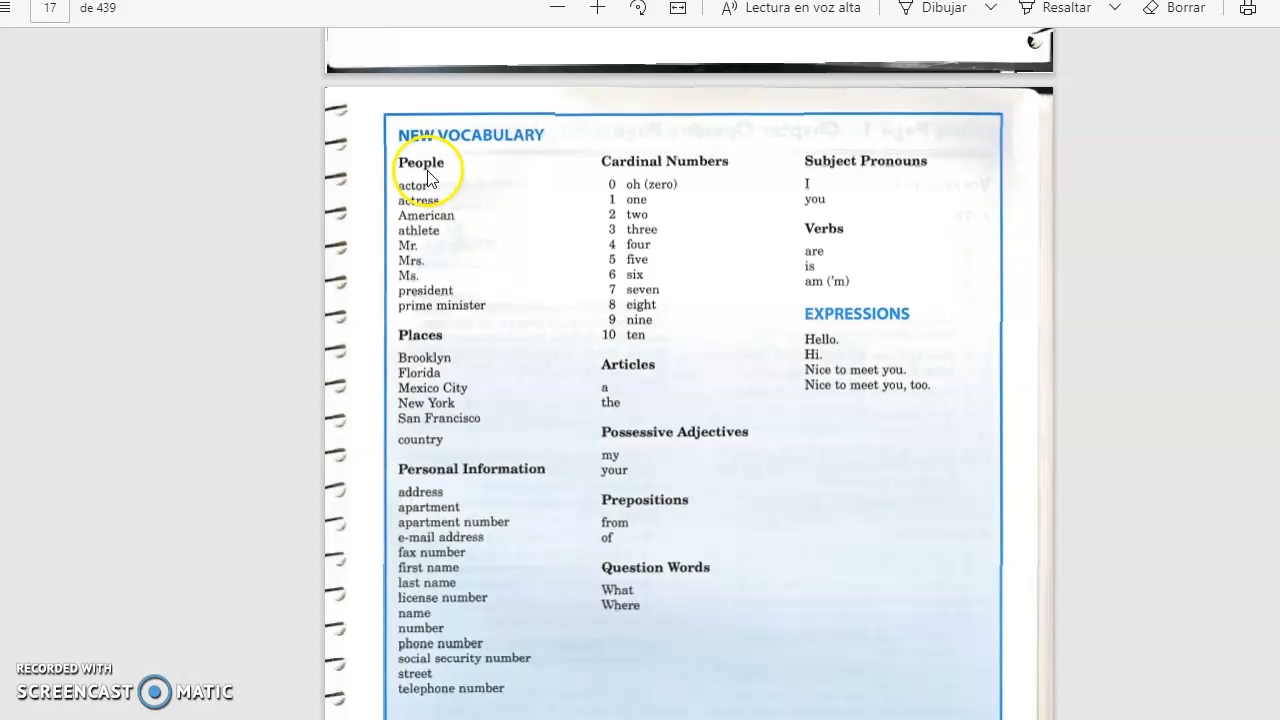 17 de 439
Lectura en voz alta
Dibujar
Resaltar
Borrar
NEW VOCABULARY
People
actor
actress
American
athlete
Mr.
Mrs.
Ms.
president
prime minister
Places
Brooklyn
Florida
Mexico City
New York
San Francisco
country
Personal Information
address
apartment
apartment number
e-mail address
fax number
first name
last name
license number
name
number
phone number
social security number
street
telephone number
Cardinal Numbers
0 oh (zero)
1 one
2 two
3 three
4 four
5 five
6 six
7 seven
8 eight
9 nine
10 ten
Articles
a
the
Possessive Adjectives
my
your
Prepositions
from
of
Question Words
What
Where
Subject Pronouns
I
you
Verbs
are
is
am ('m)
EXPRESSIONS
Hello.
Hi.
Nice to meet you.
Nice to meet you, too.
RECORDED WITH
SCREENCAST MATIC